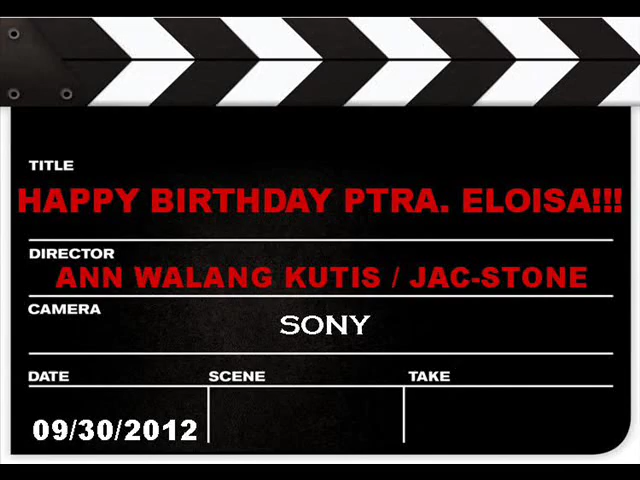 TITLE
HAPPY BIRTHDAY PTRA. ELOISA!!!
DIRECTOR
ANN WALANG KUTIS / JAC-STONE
CAMERA
SONY
DATE SCENE TAKE
09/30/2012